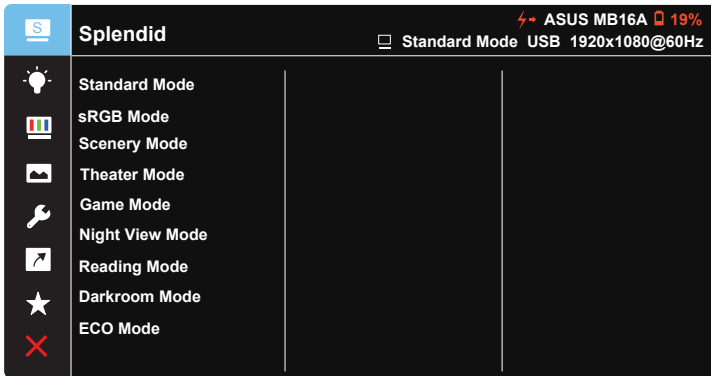 S
Splendid
ASUS MB16A 19%
Standard Mode USB 1920x1080@60Hz
Standard Mode
sRGB Mode
Scenery Mode
Theater Mode
Game Mode
Night View Mode
Reading Mode
Darkroom Mode
ECO Mode